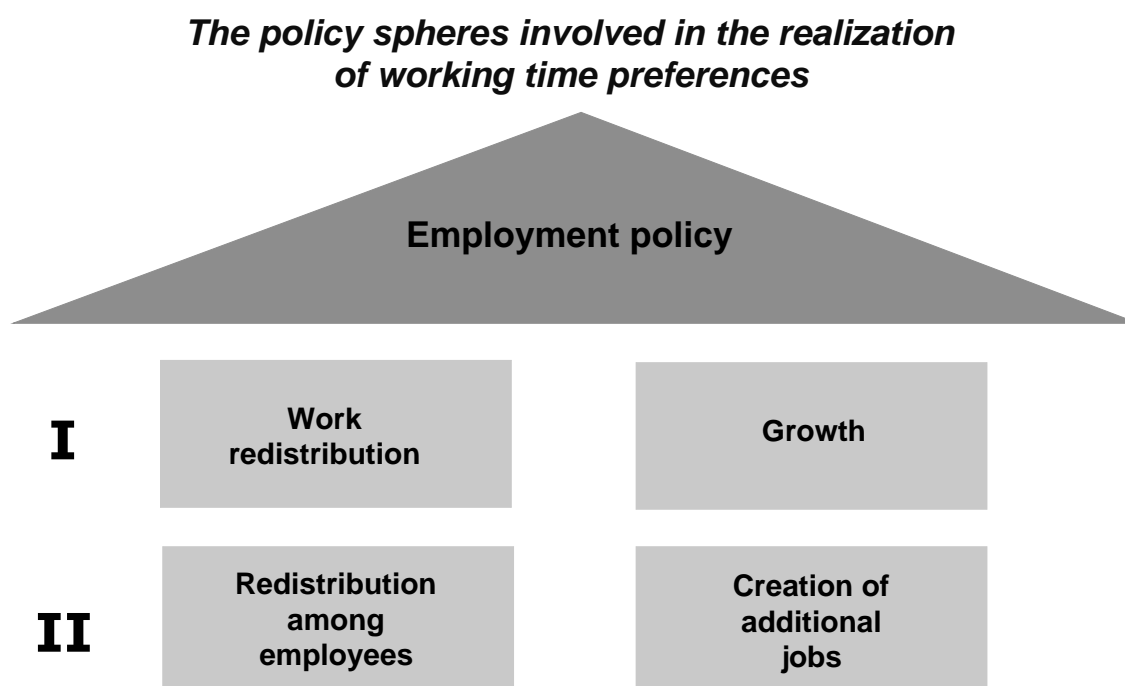 The policy spheres involved in the realization
of working time preferences
Employment policy
I
Work
redistribution
Growth
II
Redistribution
among
employees
Creation of
additional
jobs